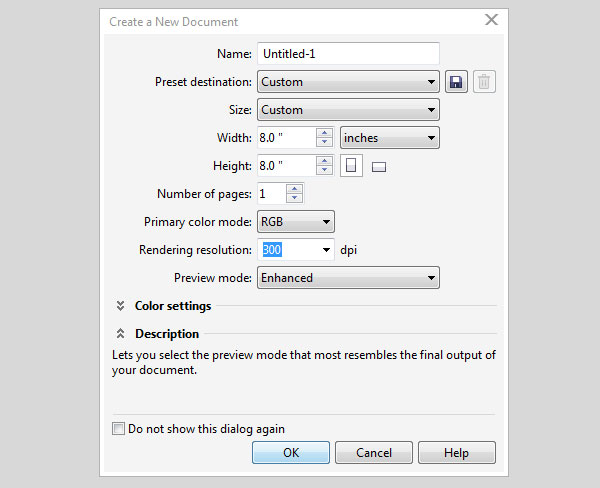 Create a New Document
Name: Untitled-1
Preset destination: Custom
Size: Custom
Width: 8.0 " inches
Height: 8.0 "
Number of pages: 1
Primary color mode: RGB
Rendering resolution: 300 dpi
Preview mode: Enhanced
Color settings
Description
Lets you select the preview mode that most resembles the final output of
your document.
Do not show this dialog again
OK Cancel Help